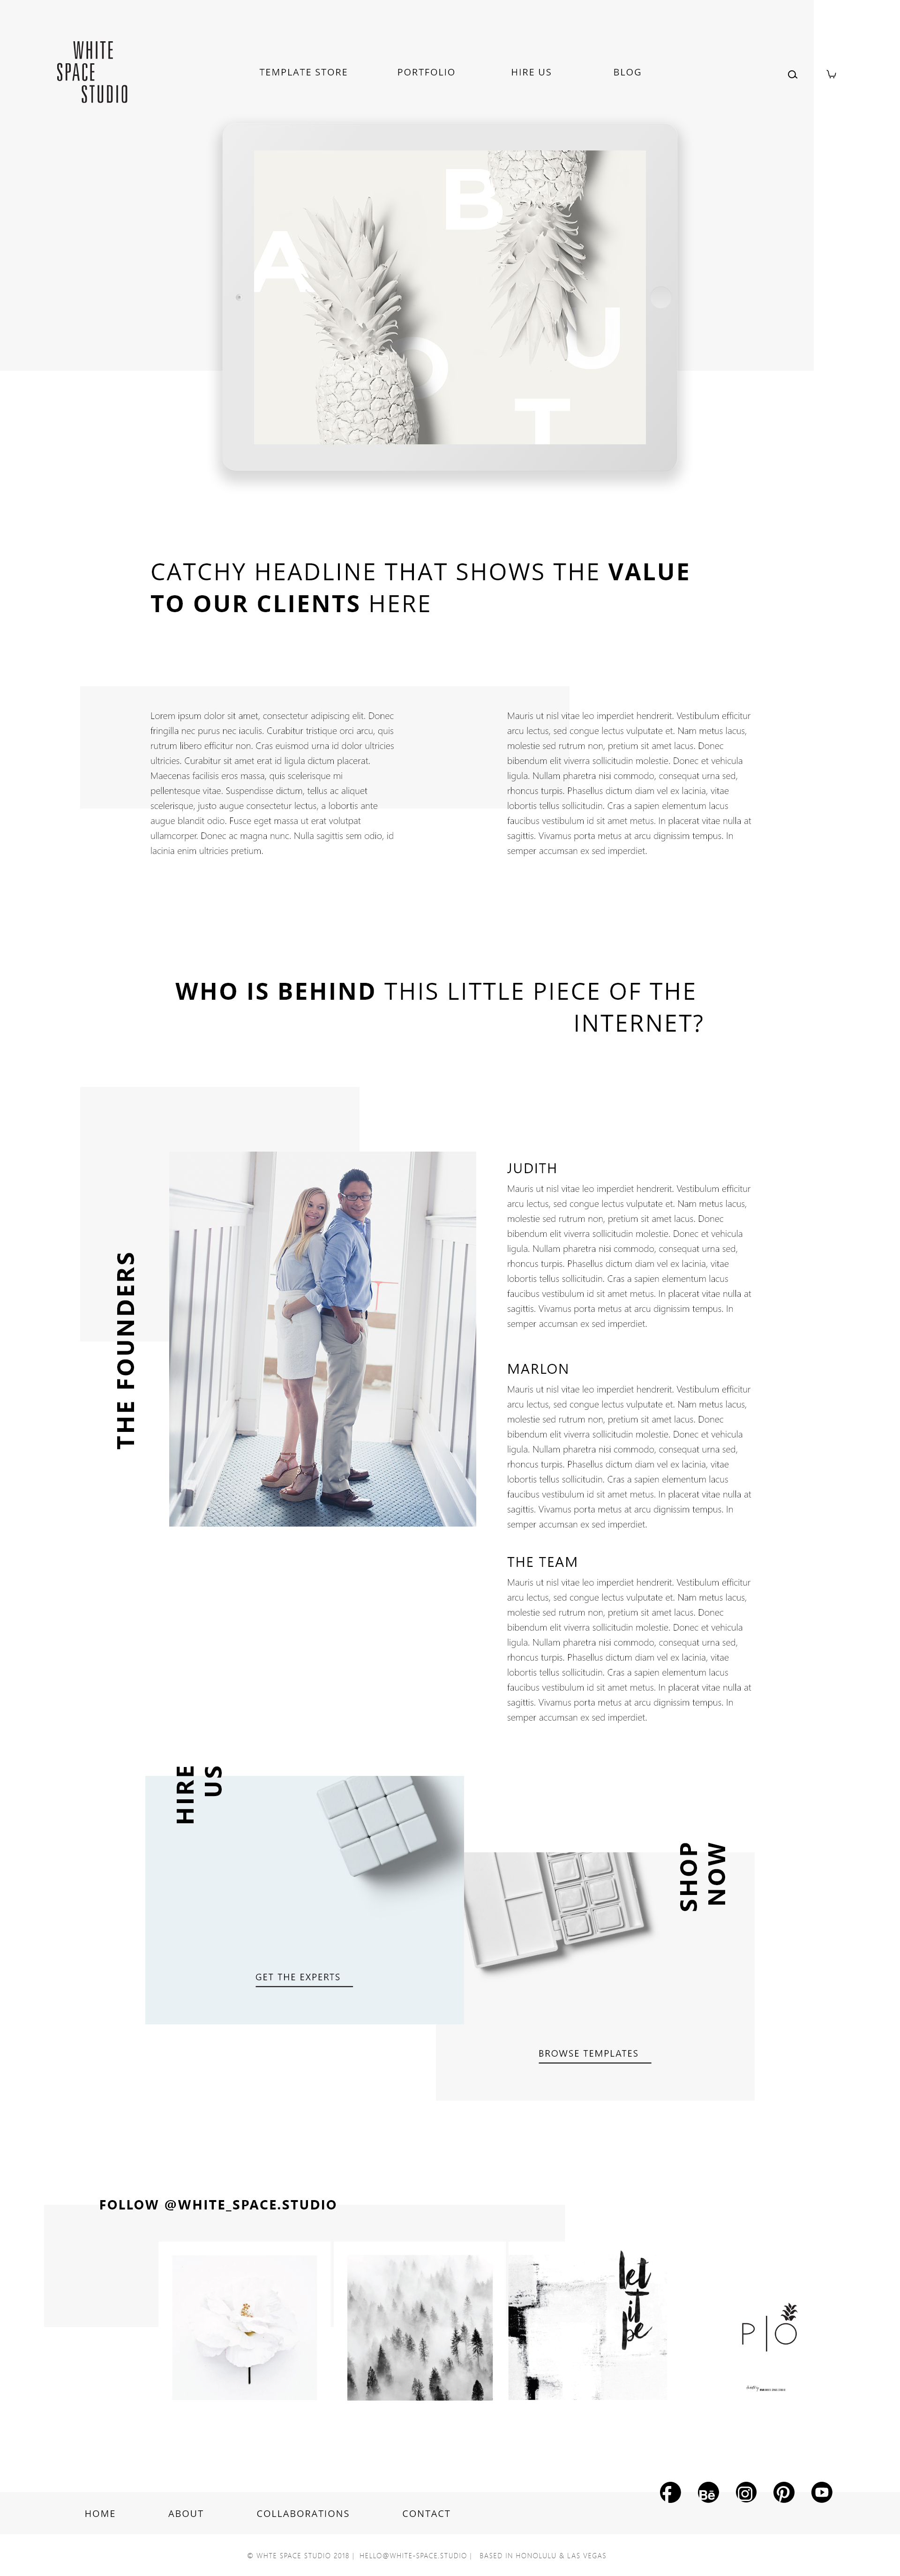 WHITE
SPACE
STUDIO
TEMPLATE STORE
PORTFOLIO
HIRE US
BLOG
A
B
O
U
T
CATCHY HEADLINE THAT SHOWS THE VALUE
TO OUR CLIENTS HERE
Lorem ipsum dolor sit amet, consectetur adipiscing elit. Donec
fringilla nec purus nec iaculis. Curabitur tristique orci arcu, quis
rutrum libero efficitur non. Cras euismod urna id dolor ultricies
ultricies. Curabitur sit amet erat id ligula dictum placerat.
Maecenas facilisis eros massa, quis scelerisque mi
pellentesque vitae. Suspendisse dictum, tellus ac aliquet
scelerisque, justo augue consectetur lectus, a lobortis ante
augue blandit odio. Fusce eget massa ut erat volutpat
ullamcorper. Donec ac magna nunc. Nulla sagittis sem odio, id
lacinia enim ultricies pretium.
Mauris ut nisl vitae leo imperdiet hendrerit. Vestibulum efficitur
arcu lectus, sed congue lectus vulputate et. Nam metus lacus,
molestie sed rutrum non, pretium sit amet lacus. Donec
bibendum elit viverra sollicitudin molestie. Donec et vehicula
ligula. Nullam pharetra nisi commodo, consequat urna sed,
rhoncus turpis. Phasellus dictum diam vel ex lacinia, vitae
lobortis tellus sollicitudin. Cras a sapien elementum lacus
faucibus vestibulum id sit amet metus. In placerat vitae nulla at
sagittis. Vivamus porta metus at arcu dignissim tempus. In
semper accumsan ex sed imperdiet.
WHO IS BEHIND THIS LITTLE PIECE OF THE
INTERNET?
THE FOUNDERS
JUDITH
Mauris ut nisl vitae leo imperdiet hendrerit. Vestibulum efficitur
arcu lectus, sed congue lectus vulputate et. Nam metus lacus,
molestie sed rutrum non, pretium sit amet lacus. Donec
bibendum elit viverra sollicitudin molestie. Donec et vehicula
ligula. Nullam pharetra nisi commodo, consequat urna sed,
rhoncus turpis. Phasellus dictum diam vel ex lacinia, vitae
lobortis tellus sollicitudin. Cras a sapien elementum lacus
faucibus vestibulum id sit amet metus. In placerat vitae nulla at
sagittis. Vivamus porta metus at arcu dignissim tempus. In
semper accumsan ex sed imperdiet.
MARLON
Mauris ut nisl vitae leo imperdiet hendrerit. Vestibulum efficitur
arcu lectus, sed congue lectus vulputate et. Nam metus lacus,
molestie sed rutrum non, pretium sit amet lacus. Donec
bibendum elit viverra sollicitudin molestie. Donec et vehicula
ligula. Nullam pharetra nisi commodo, consequat urna sed,
rhoncus turpis. Phasellus dictum diam vel ex lacinia, vitae
lobortis tellus sollicitudin. Cras a sapien elementum lacus
faucibus vestibulum id sit amet metus. In placerat vitae nulla at
sagittis. Vivamus porta metus at arcu dignissim tempus. In
semper accumsan ex sed imperdiet.
THE TEAM
Mauris ut nisl vitae leo imperdiet hendrerit. Vestibulum efficitur
arcu lectus, sed congue lectus vulputate et. Nam metus lacus,
molestie sed rutrum non, pretium sit amet lacus. Donec
bibendum elit viverra sollicitudin molestie. Donec et vehicula
ligula. Nullam pharetra nisi commodo, consequat urna sed,
rhoncus turpis. Phasellus dictum diam vel ex lacinia, vitae
lobortis tellus sollicitudin. Cras a sapien elementum lacus
faucibus vestibulum id sit amet metus. In placerat vitae nulla at
sagittis. Vivamus porta metus at arcu dignissim tempus. In
semper accumsan ex sed imperdiet.
HIRE
US
GET THE EXPERTS
SHOP
NOW
BROWSE TEMPLATES
FOLLOW @WHITE_SPACE.STUDIO
let
it
be
P|O
HOME
ABOUT
COLLABORATIONS
CONTACT
Bē
© WHTE SPACE STUDIO 2018 | HELLO@WHITE-SPACE.STUDIO | BASED IN HONOLULU & LAS VEGAS